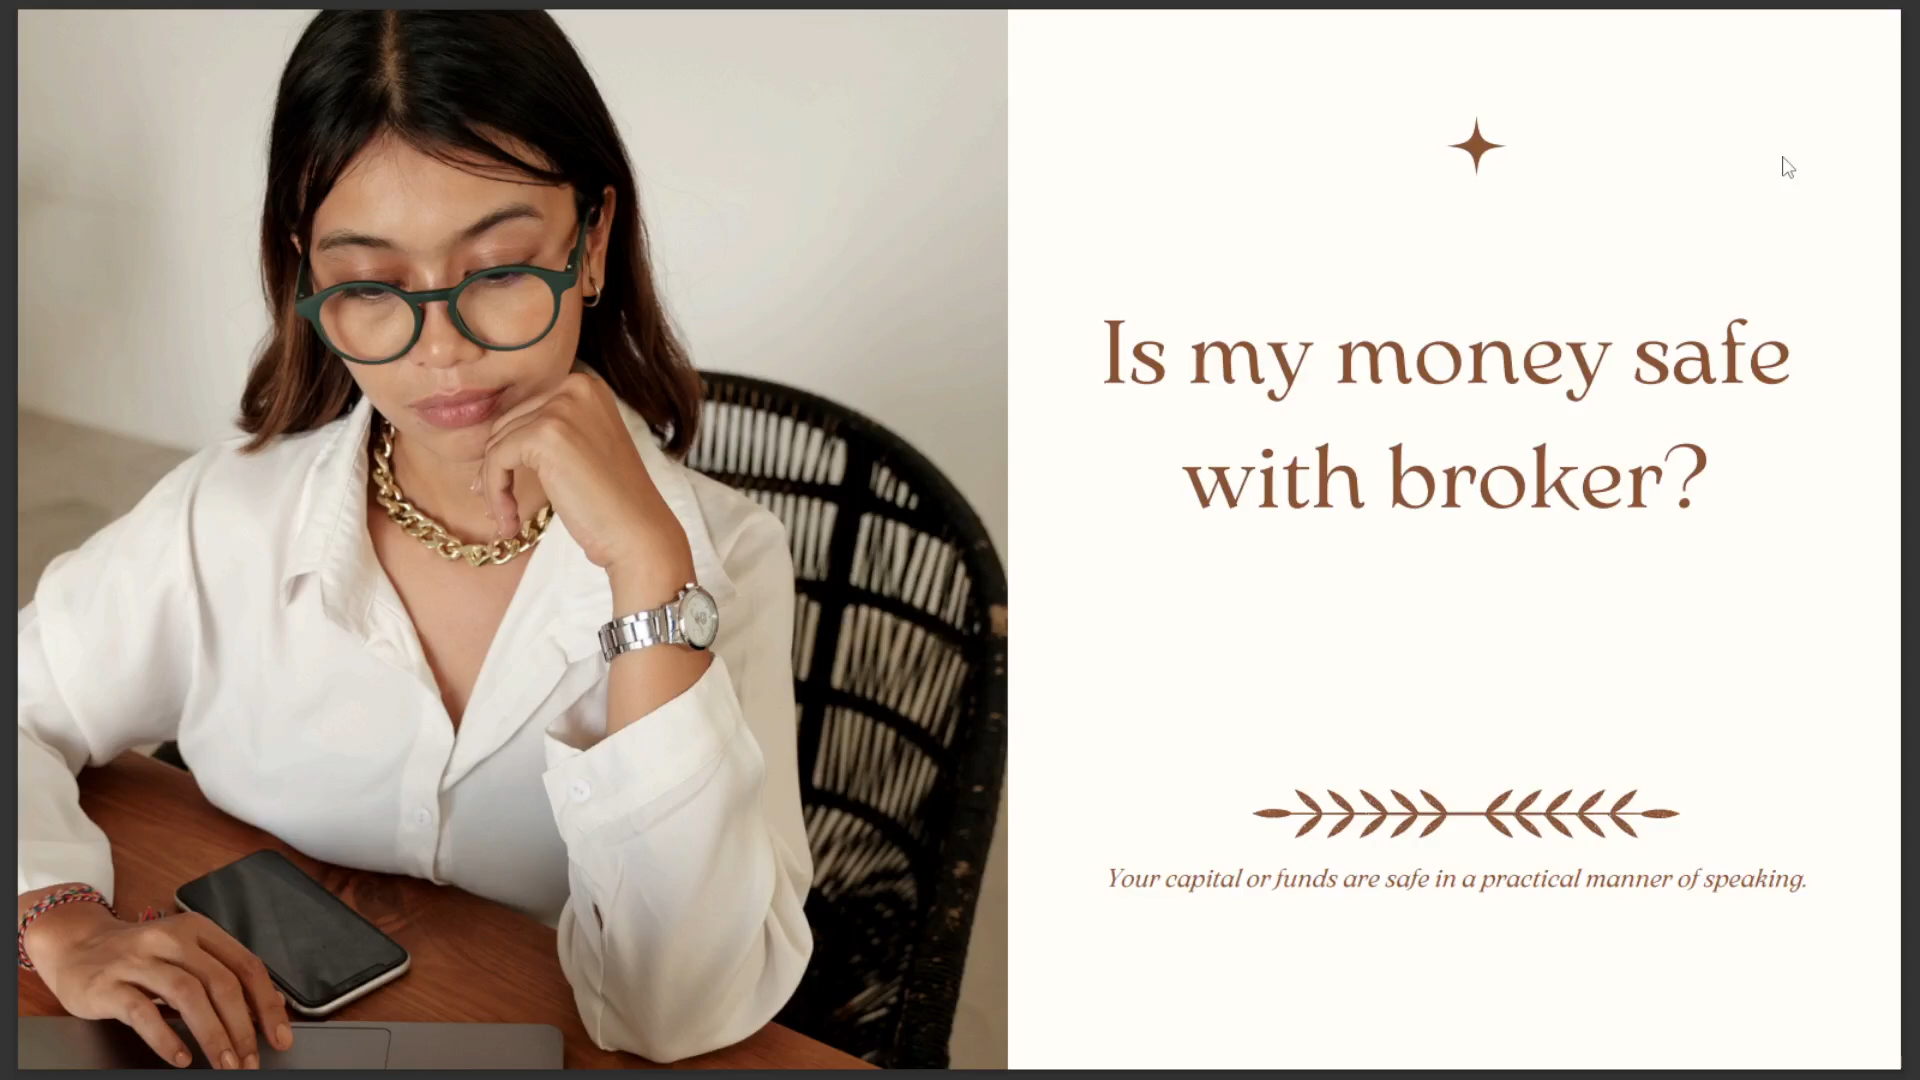 Is my money safe
with broker?
Your capital or funds are safe in a practical manner of speaking.